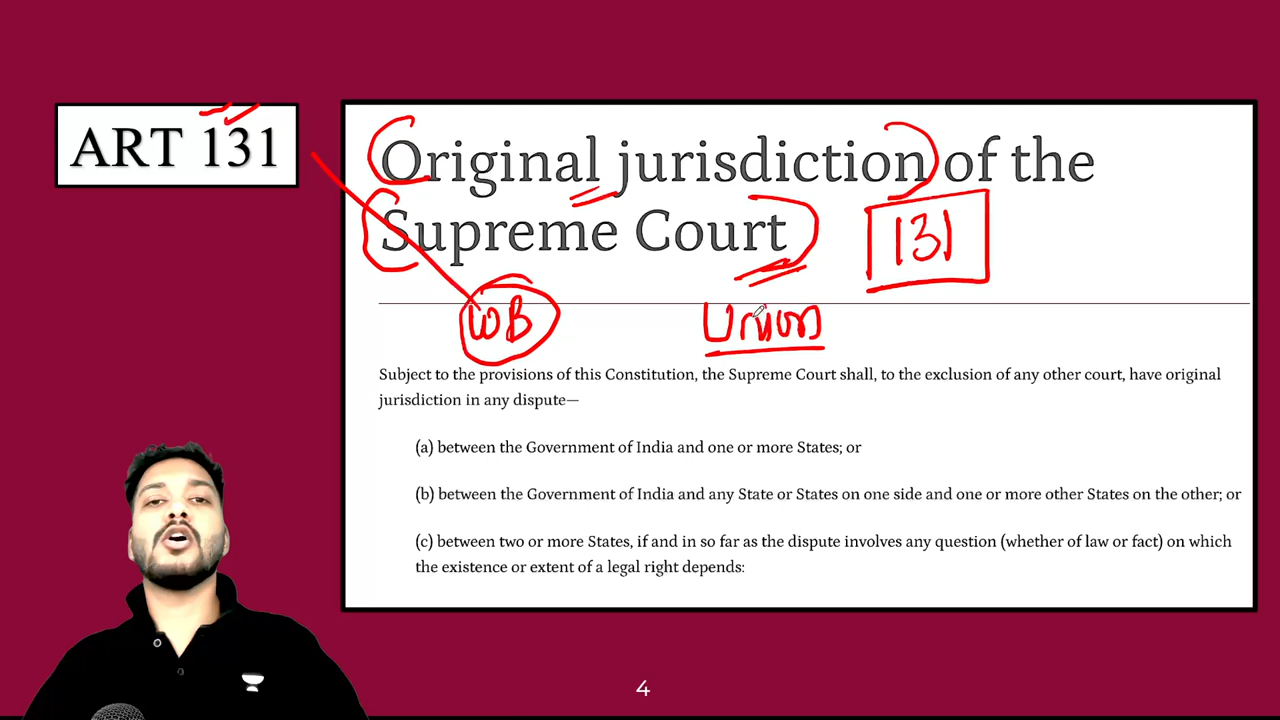 ART 131
Original jurisdiction of the
Supreme Court
131
WB
Union
Subject to the provisions of this Constitution, the Supreme Court shall, to the exclusion of any other court, have original
jurisdiction in any dispute—
(a) between the Government of India and one or more States; or
(b) between the Government of India and any State or States on one side and one or more other States on the other; or
(c) between two or more States, if and in so far as the dispute involves any question (whether of law or fact) on which
the existence or extent of a legal right depends:
4